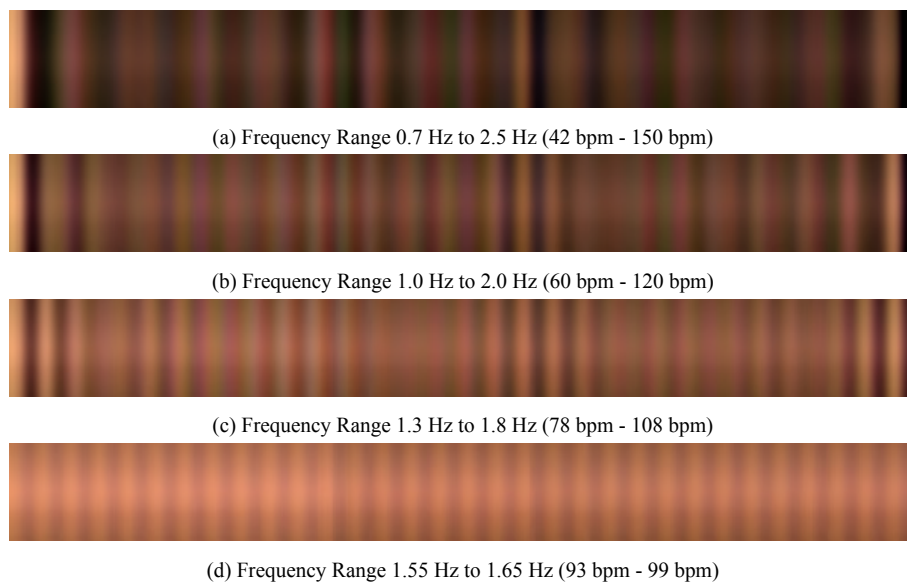 (a) Frequency Range 0.7 Hz to 2.5 Hz (42 bpm - 150 bpm)
(b) Frequency Range 1.0 Hz to 2.0 Hz (60 bpm - 120 bpm)
(c) Frequency Range 1.3 Hz to 1.8 Hz (78 bpm - 108 bpm)
(d) Frequency Range 1.55 Hz to 1.65 Hz (93 bpm - 99 bpm)